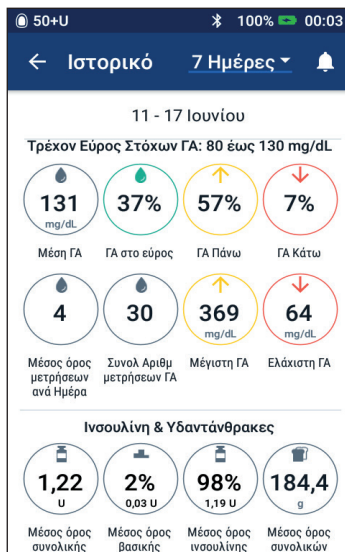 50+U 100% 00:03
Ιστορικό 7 Ημέρες
11 - 17 Ιουνίου
Τρέχον Εύρος Στόχων ΓΑ: 80 έως 130 mg/dL
131 37% 57% 7%
mg/dL
Μέση ΓΑ ΓΑ στο εύρος ΓΑ Πάνω ΓΑ Κάτω
4 30 369 64
mg/dL mg/dL
Μέσος όρος Συνολ Αριθμ Μέγιστη ΓΑ Ελάχιστη ΓΑ
μετρήσεων μετρήσεων ΓΑ
ανά Ημέρα
Ινσουλίνη & Υδαντάνθρακες
1,22 2% 98% 184,4
U 0,03 U 1,19 U g
Μέσος όρος Μέσος όρος Μέσος όρος Μέσος όρος
συνολικής βασικής ινσουλίνης συνολικών